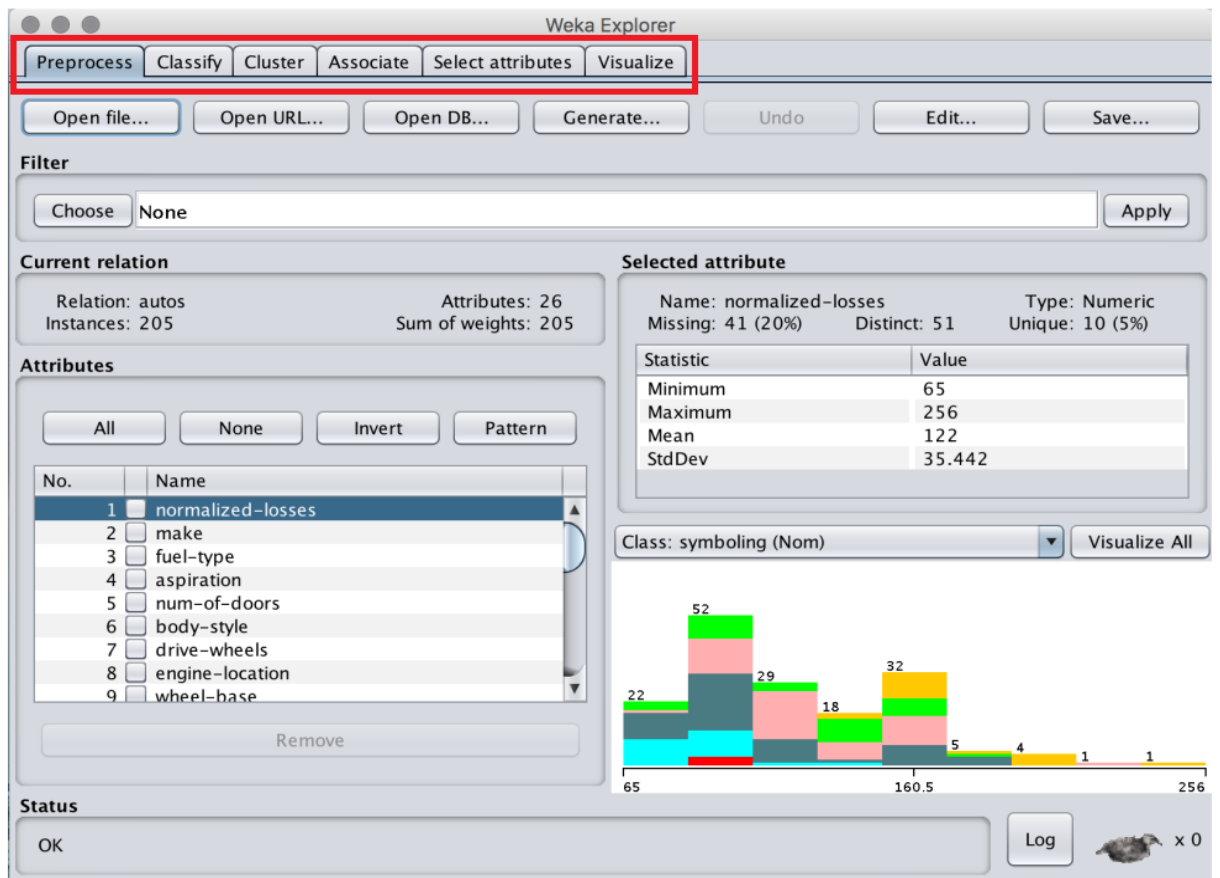 Weka Explorer
Preprocess Classify Cluster Associate Select attributes Visualize
Open file... Open URL... Open DB... Generate... Undo Edit... Save...
Filter
Choose None Apply
Current relation
Relation: autos Attributes: 26
Instances: 205 Sum of weights: 205
Attributes
All None Invert Pattern
No. Name
1 normalized-losses
2 make
3 fuel-type
4 aspiration
5 num-of-doors
6 body-style
7 drive-wheels
8 engine-location
9 wheel-base
Remove
Selected attribute
Name: normalized-losses Type: Numeric
Missing: 41 (20%) Distinct: 51 Unique: 10 (5%)
Statistic Value
Minimum 65
Maximum 256
Mean 122
StdDev 35.442
Class: symboling (Nom) Visualize All
22 52 29 18 32 5 4 1 1
65 160.5 256
Status
OK
Log x 0